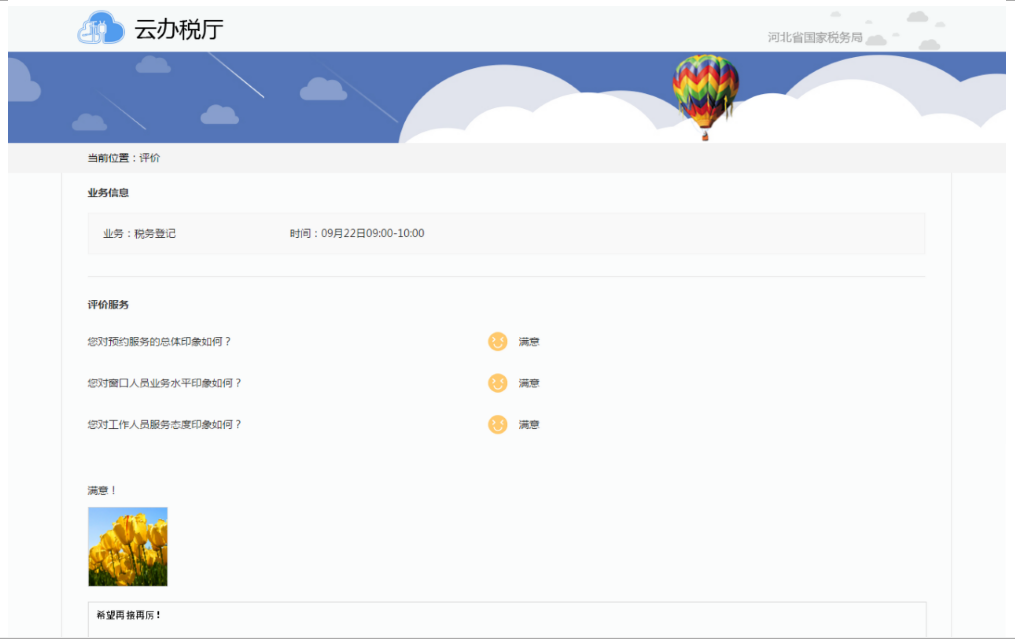 云办税厅
河北省国家税务局
当前位置：评价
业务信息
业务：税务登记 时间：09月22日09:00-10:00
评价服务
您对预约服务的总体印象如何？ 满意
您对窗口人员业务水平印象如何？ 满意
您对工作人员服务态度印象如何？ 满意
满意！
希望再接再厉！